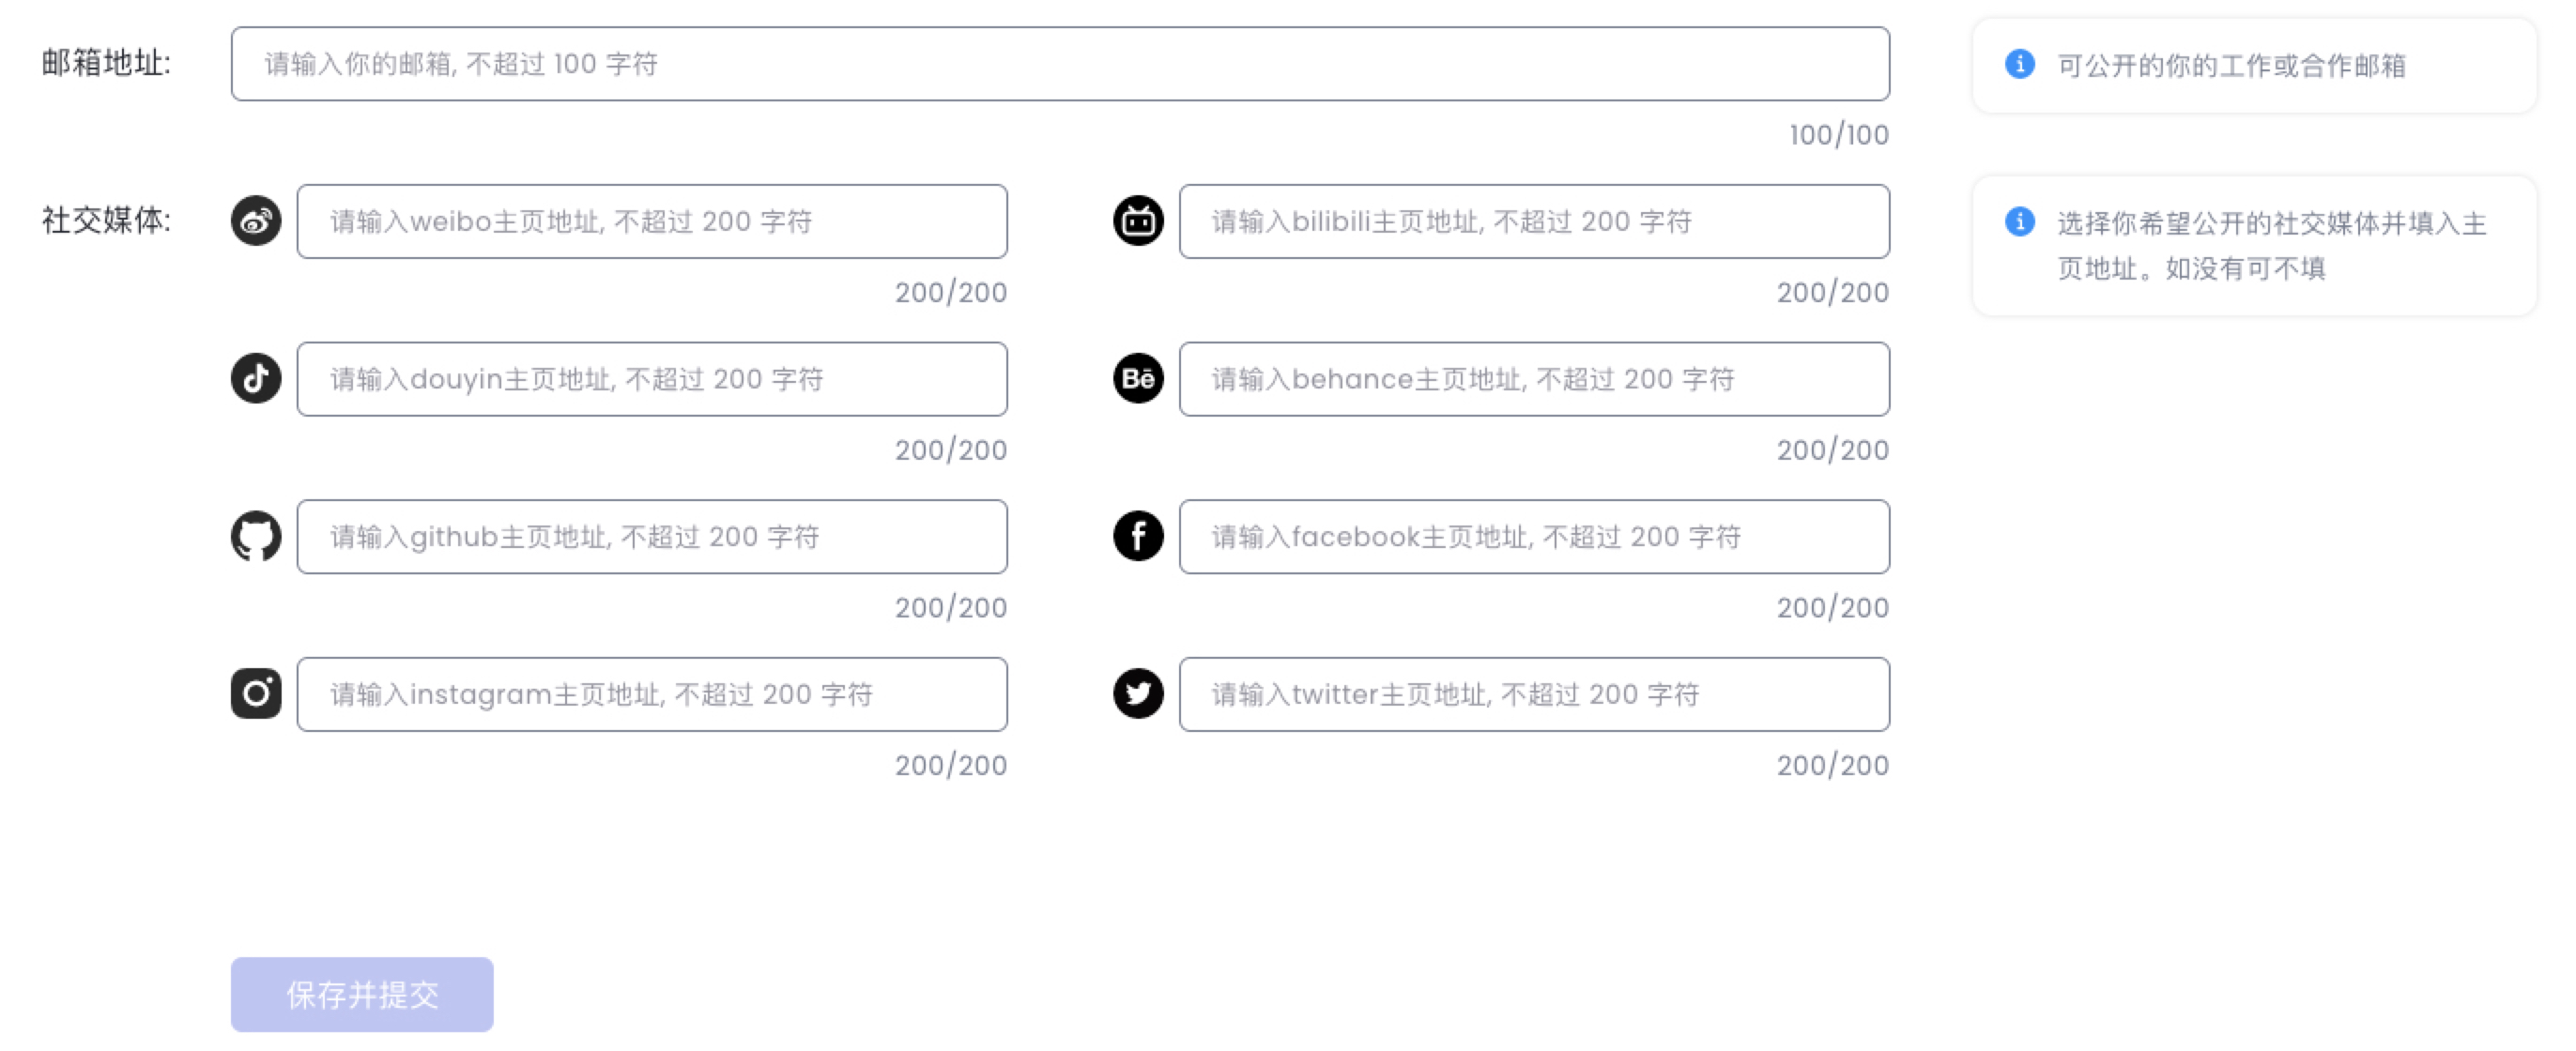 邮箱地址:
请输入你的邮箱, 不超过 100 字符
100/100
可公开的你的工作或合作邮箱
社交媒体:
请输入weibo主页地址, 不超过 200 字符
200/200
请输入bilibili主页地址, 不超过 200 字符
200/200
选择你希望公开的社交媒体并填入主
页地址。如没有可不填
请输入douyin主页地址, 不超过 200 字符
200/200
Bē
请输入behance主页地址, 不超过 200 字符
200/200
请输入github主页地址, 不超过 200 字符
200/200
f
请输入facebook主页地址, 不超过 200 字符
200/200
请输入instagram主页地址, 不超过 200 字符
200/200
请输入twitter主页地址, 不超过 200 字符
200/200
保存并提交